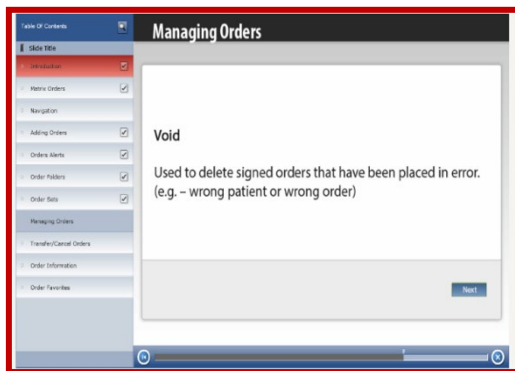 Table Of Contents
Managing Orders
Slide Title
Introduction
Matrix Orders
Navigation
Adding Orders
Orders Alerts
Order Folders
Order Sets
Managing Orders
Transfer/Cancel Orders
Order Information
Order Favorites
Void
Used to delete signed orders that have been placed in error.
(e.g. – wrong patient or wrong order)
Next